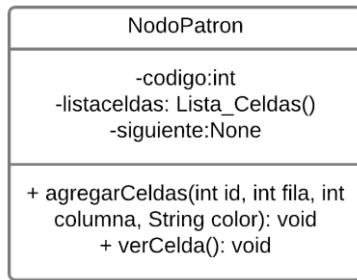 NodoPatron
-codigo:int
-listaceldas: Lista_Celdas()
-siguiente:None
+ agregarCeldas(int id, int fila, int
columna, String color): void
+ verCelda(): void